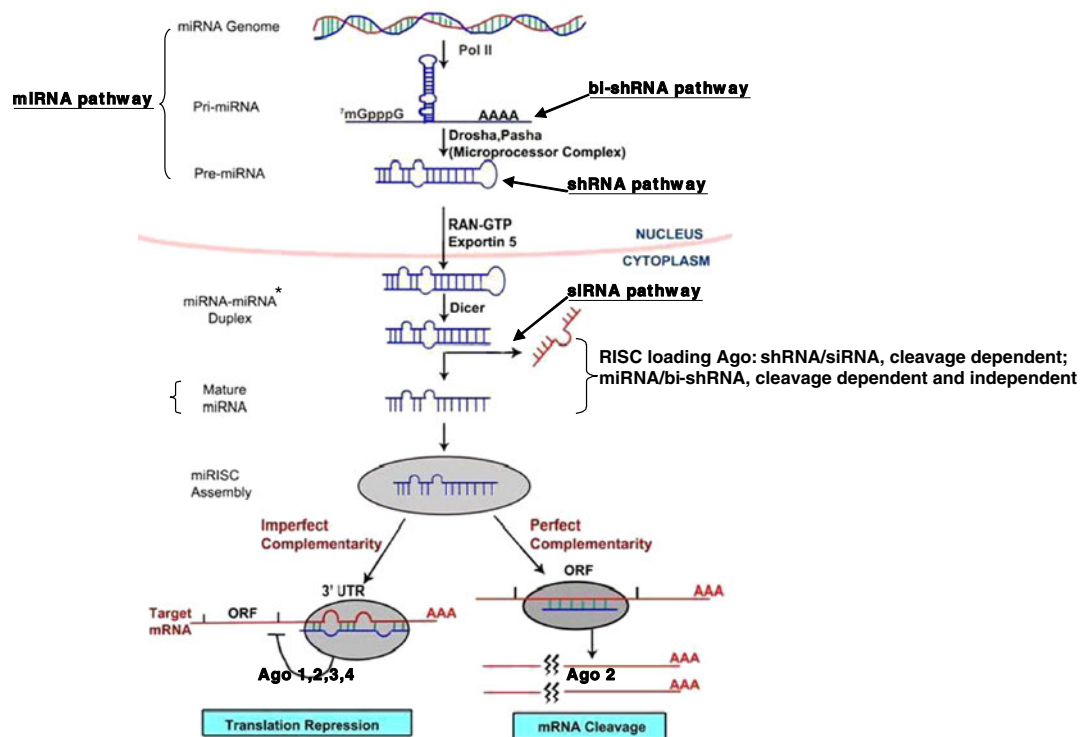 miRNA Genome
Pol II
miRNA pathway
bi-shRNA pathway
Pri-miRNA
7mGpppG
AAAA
Drosha,Pasha
(Microprocessor Complex)
Pre-miRNA
shRNA pathway
RAN-GTP
Exportin 5
NUCLEUS
CYTOPLASM
miRNA-miRNA*
Duplex
siRNA pathway
Dicer
RISC loading Ago: shRNA/siRNA, cleavage dependent;
miRNA/bi-shRNA, cleavage dependent and independent
Mature
miRNA
miRISC
Assembly
Imperfect
Complementarity
Perfect
Complementarity
3' UTR
ORF
Target
mRNA
ORF
AAA
AAA
Ago 1,2,3,4
AAA
Ago 2
AAA
Translation Repression
mRNA Cleavage